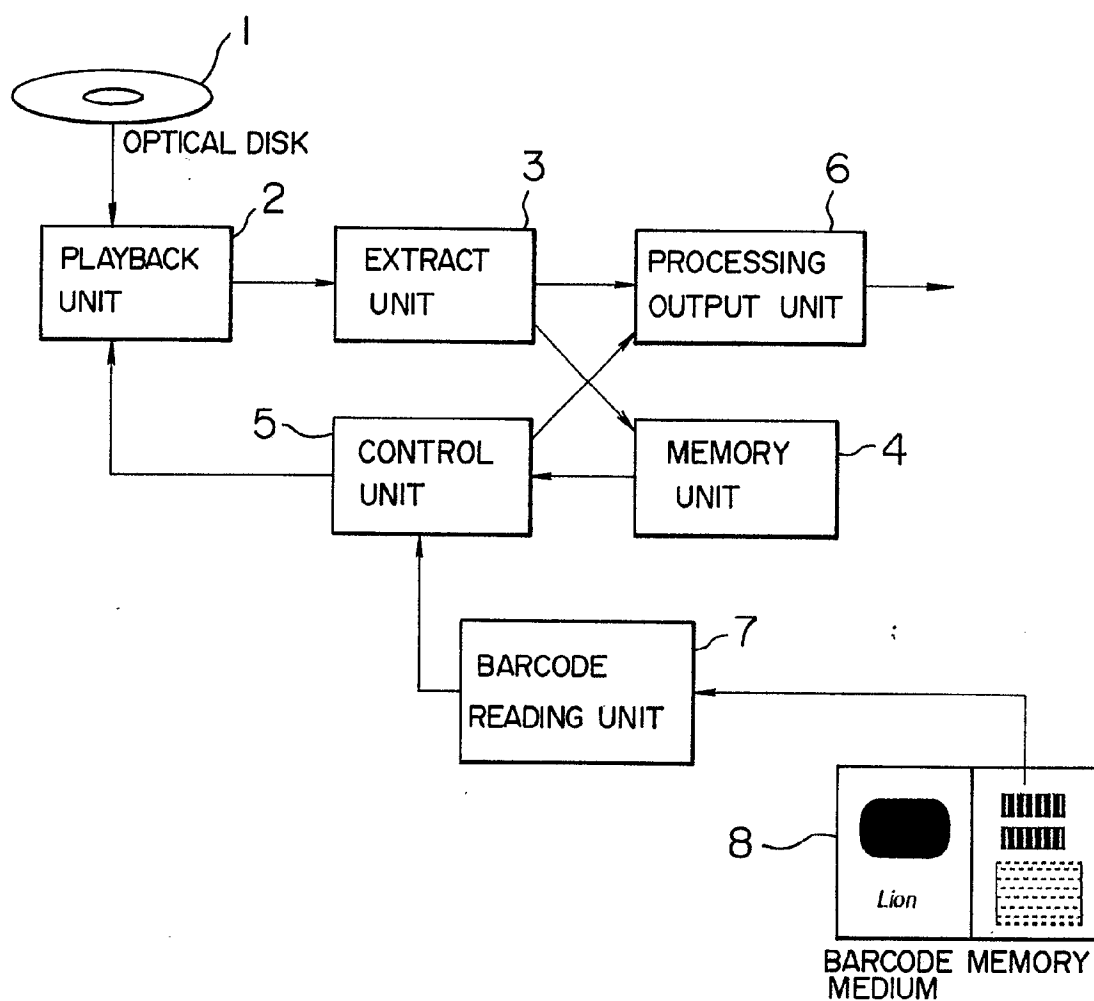 1
OPTICAL DISK
2
3
6
PLAYBACK
UNIT
EXTRACT
UNIT
PROCESSING
OUTPUT UNIT
5
CONTROL
UNIT
MEMORY
UNIT
4
7
BARCODE
READING UNIT
8
Lion
BARCODE MEMORY
MEDIUM